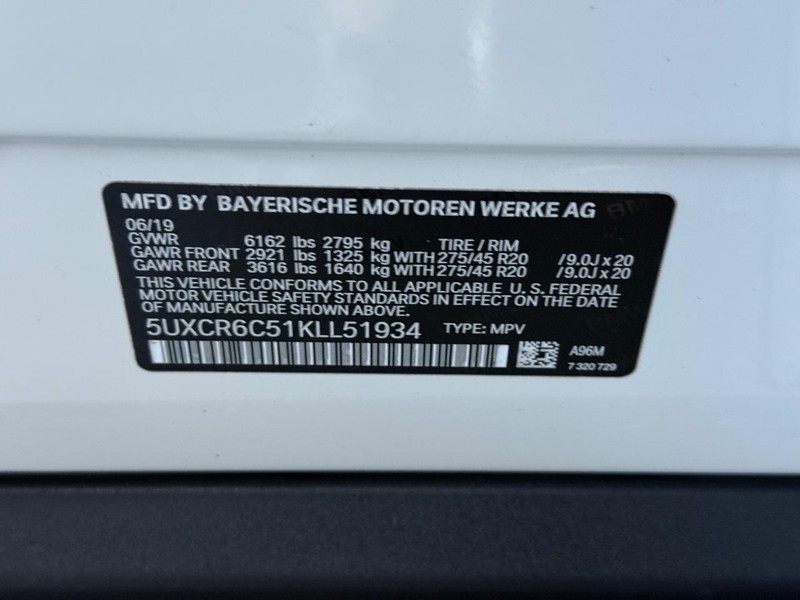 MFD BY BAYERISCHE MOTOREN WERKE AG
06/19
GVWR 6162 lbs 2795 kg TIRE / RIM
GAWR FRONT 2921 lbs 1325 kg WITH 275/45 R20 /9.0J x 20
GAWR REAR 3616 lbs 1640 kg WITH 275/45 R20 /9.0J x 20
THIS VEHICLE CONFORMS TO ALL APPLICABLE U. S. FEDERAL
MOTOR VEHICLE SAFETY STANDARDS IN EFFECT ON THE DATE
OF MANUFACTURE SHOWN ABOVE.
5UXCR6C51KLL51934 TYPE: MPV
A96M
7 320 729